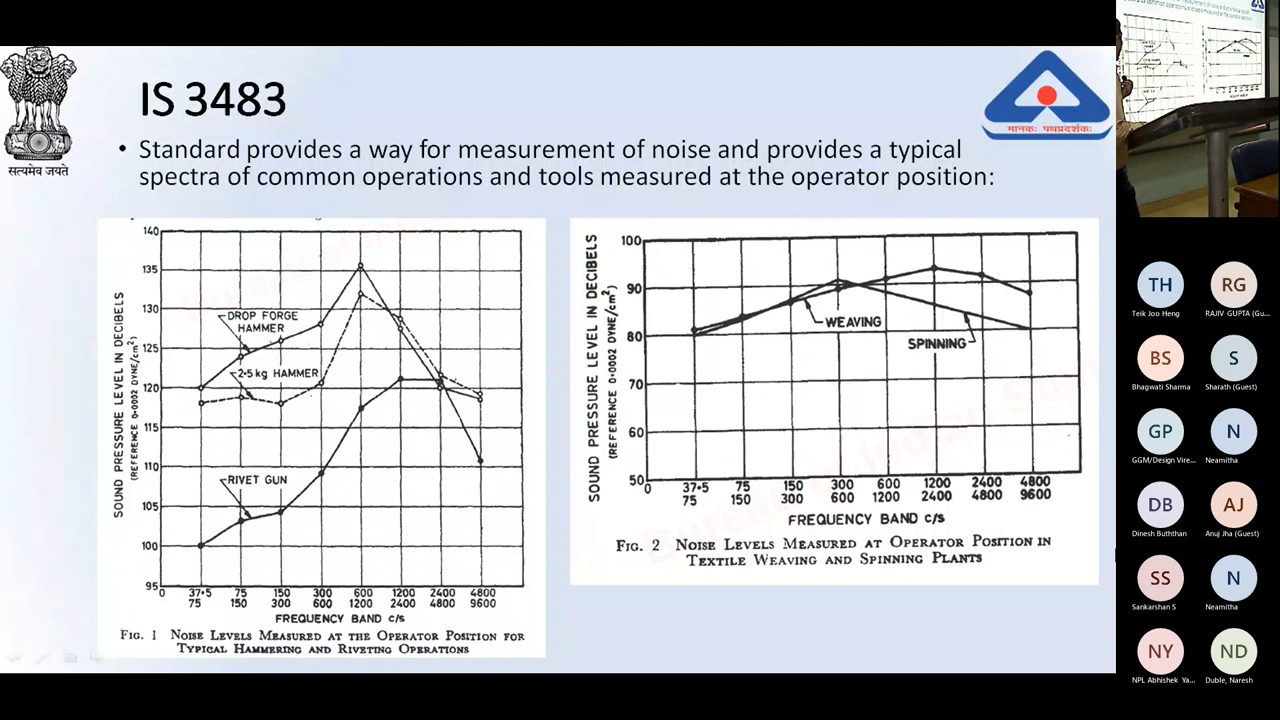 IS 3483
सत्यमेव जयते
मानकः पथप्रदर्शकः
• Standard provides a way for measurement of noise and provides a typical
spectra of common operations and tools measured at the operator position:
SOUND PRESSURE LEVEL IN DECIBELS
(REFERENCE 0·0002 DYNE/cm²)
140
135
130
125
120
115
110
105
100
95
DROP FORGE
HAMMER
2·5 kg HAMMER
RIVET GUN
0 37·5 75 150 300 600 1200 2400 4800
75 150 300 600 1200 2400 4800 9600
FREQUENCY BAND c/s
FIG. 1 NOISE LEVELS MEASURED AT THE OPERATOR POSITION FOR
TYPICAL HAMMERING AND RIVETING OPERATIONS
SOUND PRESSURE LEVEL IN DECIBELS
(REFERENCE 0·0002 DYNE/cm²)
100
90
80
70
60
50
WEAVING
SPINNING
0 37·5 75 150 300 600 1200 2400 4800
75 150 300 600 1200 2400 4800 9600
FREQUENCY BAND c/s
FIG. 2 NOISE LEVELS MEASURED AT OPERATOR POSITION IN
TEXTILE WEAVING AND SPINNING PLANTS
TH RG
Teik Joo Heng RAJIV GUPTA (Gu...
BS S
Bhagwati Sharma Sharath (Guest)
GP N
GGM/Design Vire... Neamitha
DB AJ
Dinesh Buththan Anuj Jha (Guest)
SS N
Sankarshan S Neamitha
NY ND
NPL Abhishek Ya... Duble, Naresh